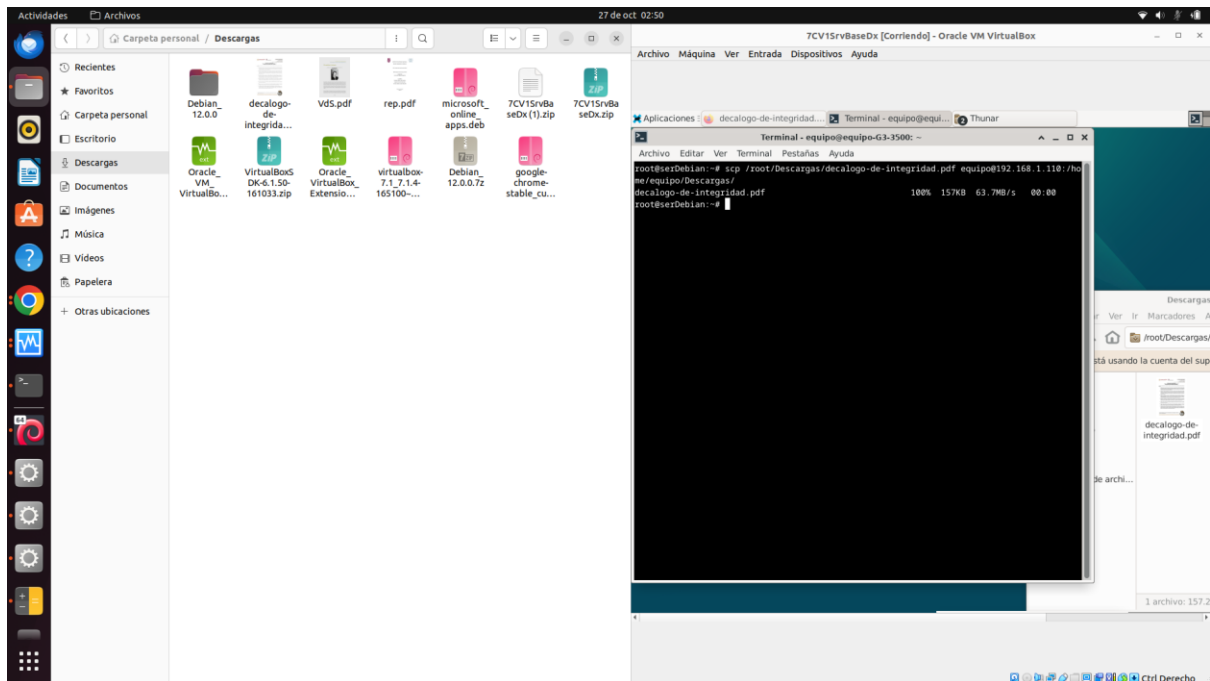 Actividades Archivos 27 de oct 02:50
Carpeta personal / Descargas
Recientes
Favoritos
Carpeta personal
Escritorio
Descargas
Documentos
Imágenes
Música
Vídeos
Papelera
+ Otras ubicaciones
Debian_
12.0.0
decalogo-
de-
integrida...
VdS.pdf
rep.pdf
microsoft_
online_
apps.deb
7CV1SrvBa
seDx (1).zip
7CV1SrvBa
seDx.zip
Oracle_
VM_
VirtualBo...
VirtualBoxS
DK-6.1.50-
161033.zip
Oracle_
VirtualBox_
Extensio...
virtualbox-
7.1_7.1.4-
165100~...
Debian_
12.0.0.7z
google-
chrome-
stable_cu...
7CV1SrvBaseDx [Corriendo] - Oracle VM VirtualBox
Archivo Máquina Ver Entrada Dispositivos Ayuda
Aplicaciones decalogo-de-integridad.... Terminal - equipo@equi... Thunar
Terminal - equipo@equipo-G3-3500: ~
Archivo Editar Ver Terminal Pestañas Ayuda
root@serDebian:~# scp /root/Descargas/decalogo-de-integridad.pdf equipo@192.168.1.110:/ho
me/equipo/Descargas/
decalogo-de-integridad.pdf 100% 157KB 63.7MB/s 00:00
root@serDebian:~#
Descargas
Ver Ir Marcadores A
/root/Descargas/
stá usando la cuenta del sup
decalogo-de-
integridad.pdf
de archi...
1 archivo: 157.2
Ctrl Derecho